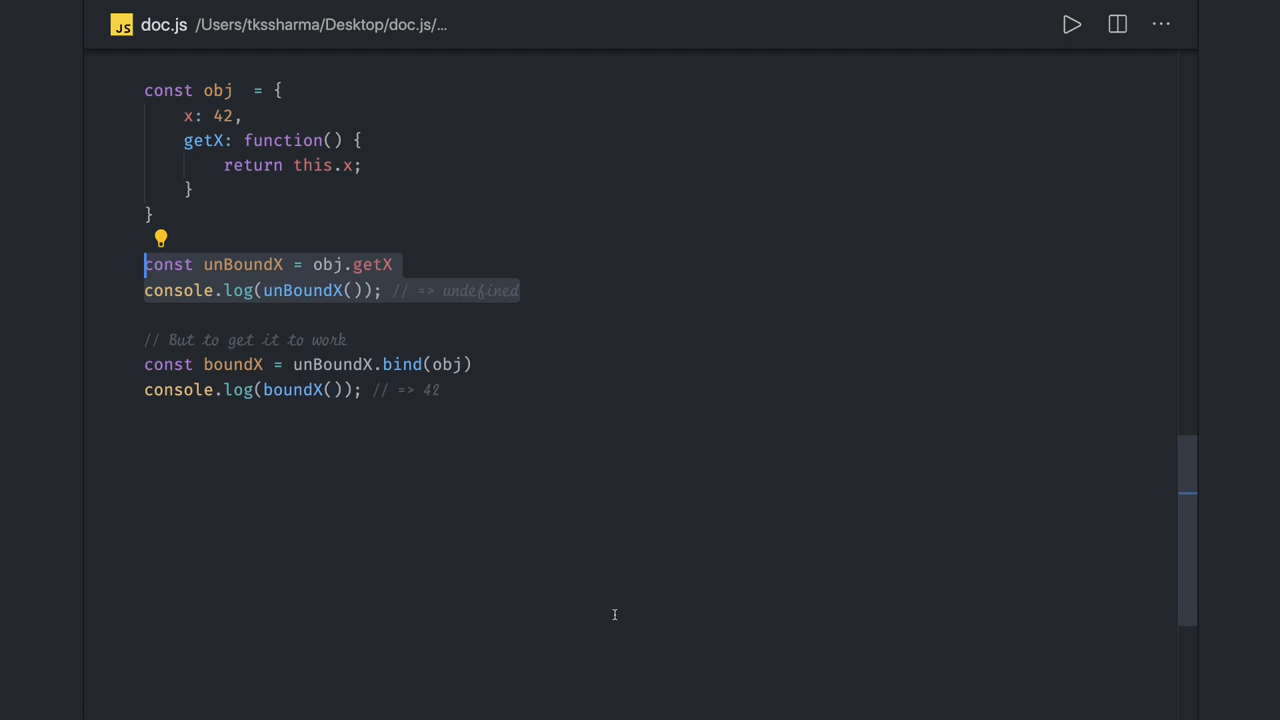 JS doc.js /Users/tkssharma/Desktop/doc.js/...
const obj  = {
    x: 42,
    getX: function() {
        return this.x;
    }
}
const unBoundX = obj.getX
console.log(unBoundX()); // => undefined
// But to get it to work
const boundX = unBoundX.bind(obj)
console.log(boundX()); // => 42